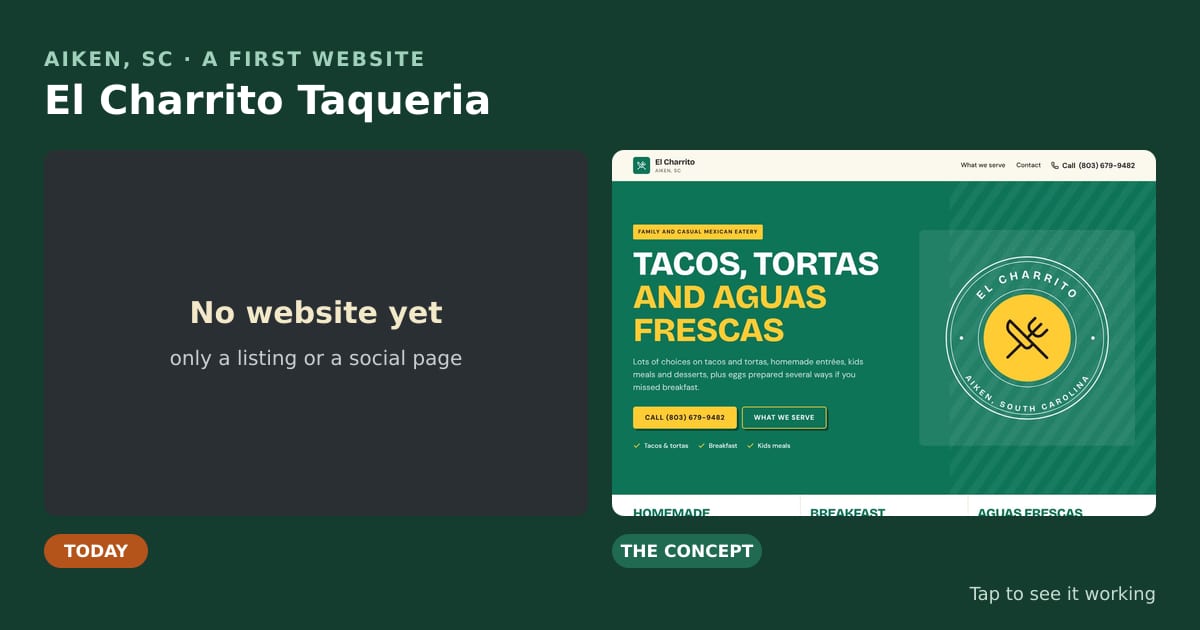 AIKEN, SC · A FIRST WEBSITE
El Charrito Taqueria
No website yet
only a listing or a social page
TODAY
El Charrito
AIKEN, SC
What we serve
Contact
Call (803) 679-9482
FAMILY AND CASUAL MEXICAN EATERY
TACOS, TORTAS
AND AGUAS
FRESCAS
Lots of choices on tacos and tortas, homemade entrées, kids
meals and desserts, plus eggs prepared several ways if you
missed breakfast.
CALL (803) 679-9482
WHAT WE SERVE
Tacos & tortas
Breakfast
Kids meals
EL CHARRITO
AIKEN, SOUTH CAROLINA
HOMEMADE
BREAKFAST
AGUAS FRESCAS
THE CONCEPT
Tap to see it working